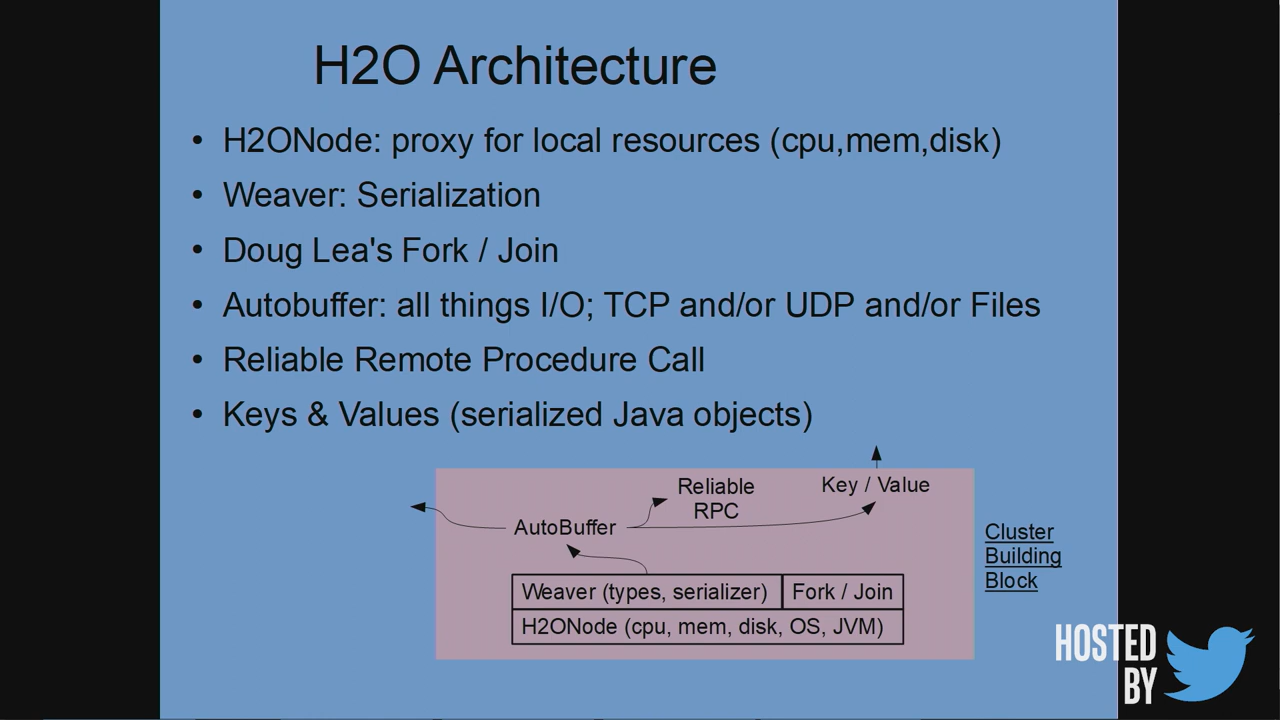 H2O Architecture
• H2ONode: proxy for local resources (cpu,mem,disk)
• Weaver: Serialization
• Doug Lea's Fork / Join
• Autobuffer: all things I/O; TCP and/or UDP and/or Files
• Reliable Remote Procedure Call
• Keys & Values (serialized Java objects)
Reliable
RPC
Key / Value
AutoBuffer
Weaver (types, serializer)
Fork / Join
H2ONode (cpu, mem, disk, OS, JVM)
Cluster
Building
Block
HOSTED
BY